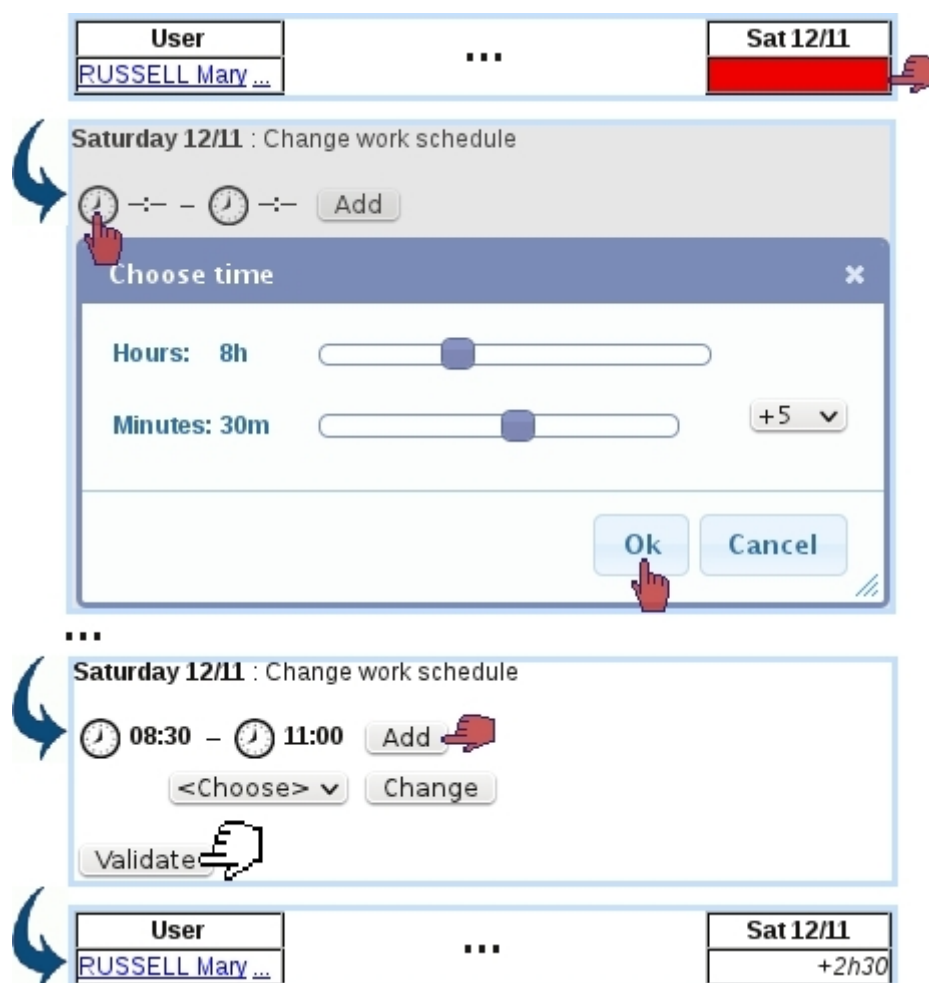 User ... Sat 12/11
RUSSELL Mary ...
Saturday 12/11 : Change work schedule
–:– – –:– Add
Choose time ×
Hours: 8h
Minutes: 30m +5
Ok Cancel
...
Saturday 12/11 : Change work schedule
08:30 – 11:00 Add
<Choose> Change
Validate
User ... Sat 12/11
RUSSELL Mary ... +2h30